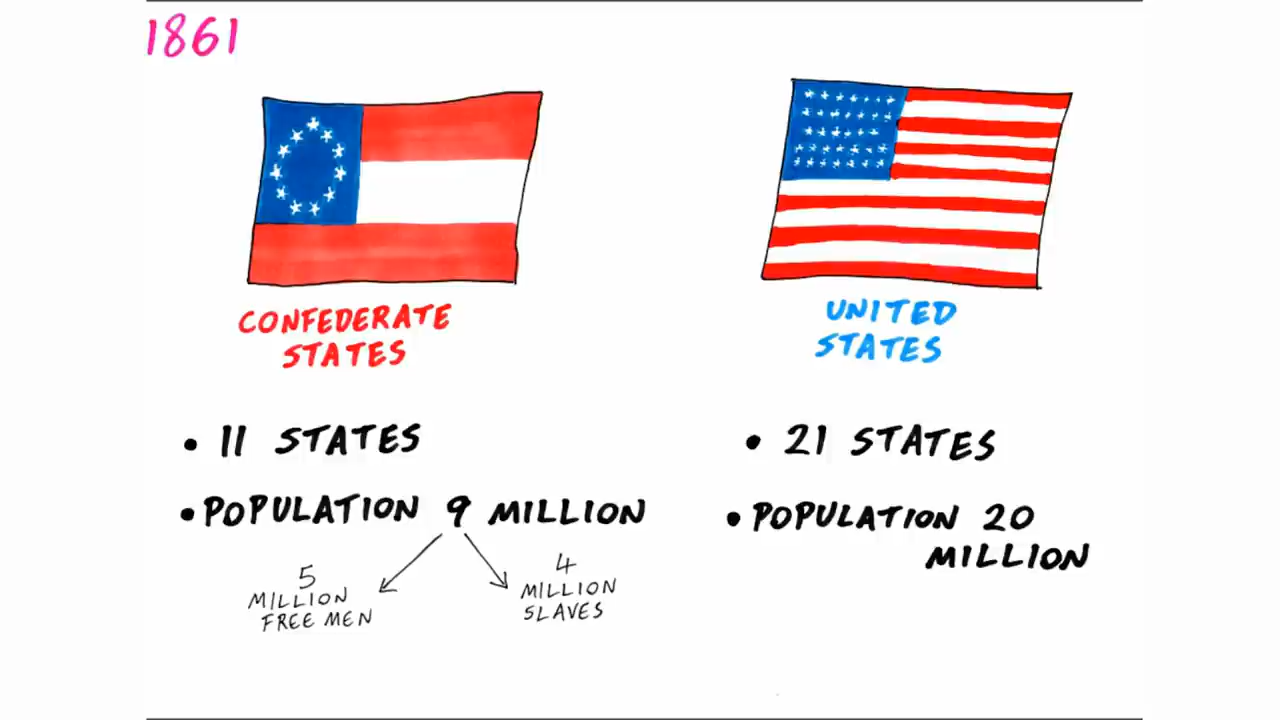 1861
CONFEDERATE
STATES
• 11 STATES
• POPULATION 9 MILLION
5
MILLION
FREE MEN
4
MILLION
SLAVES
UNITED
STATES
• 21 STATES
• POPULATION 20
MILLION